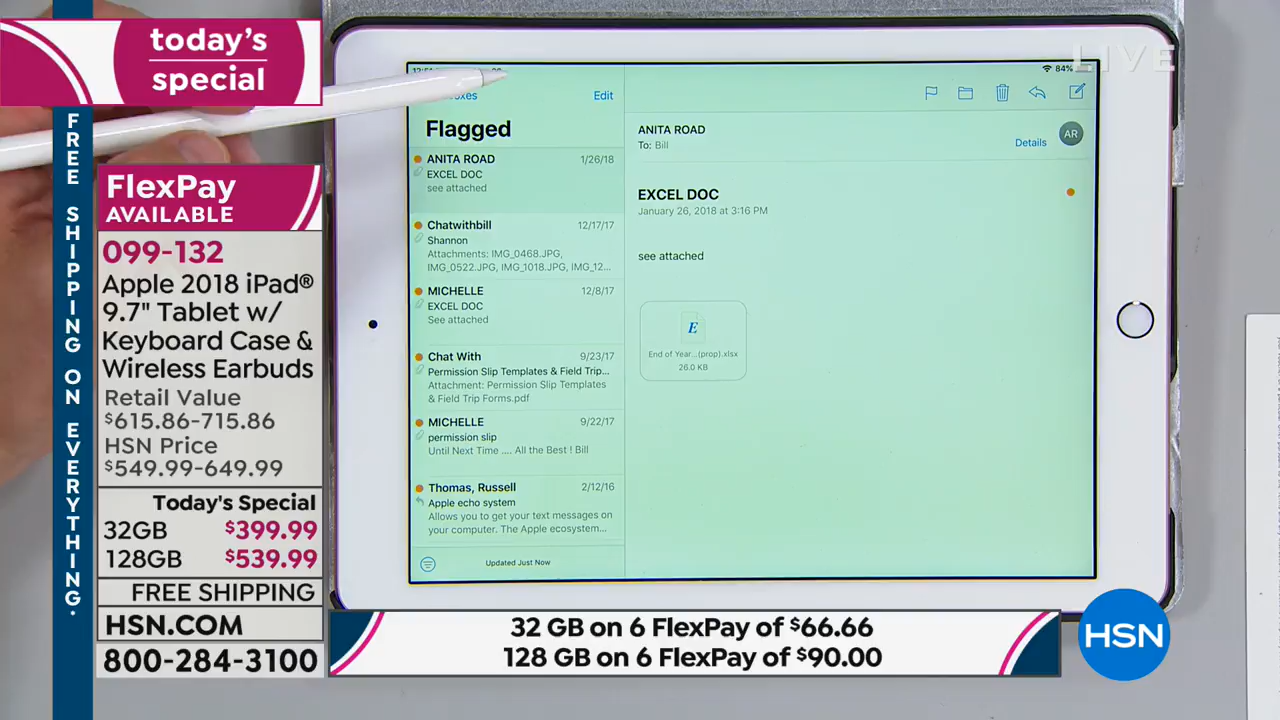 today's
special
FREE SHIPPING ON EVERYTHING.
FlexPay
AVAILABLE
099-132
Apple 2018 iPad®
9.7" Tablet w/
Keyboard Case &
Wireless Earbuds
Retail Value
$615.86-715.86
HSN Price
$549.99-649.99
Today's Special
32GB $399.99
128GB $539.99
FREE SHIPPING
HSN.COM
800-284-3100
LIVE
84%
Edit
Flagged
ANITA ROAD 1/26/18
EXCEL DOC
see attached
Chatwithbill 12/17/17
Shannon
Attachments: IMG_0468.JPG,
IMG_0522.JPG, IMG_1018.JPG, IMG_12...
MICHELLE 12/8/17
EXCEL DOC
See attached
Chat With 9/23/17
Permission Slip Templates & Field Trip...
Attachment: Permission Slip Templates
& Field Trip Forms.pdf
MICHELLE 9/22/17
permission slip
Until Next Time .... All the Best ! Bill
Thomas, Russell 2/12/16
Apple echo system
Allows you to get your text messages on
your computer. The Apple ecosystem...
Updated Just Now
ANITA ROAD
To: Bill
Details
AR
EXCEL DOC
January 26, 2018 at 3:16 PM
see attached
E
End of Year...(prop).xlsx
26.0 KB
32 GB on 6 FlexPay of $66.66
128 GB on 6 FlexPay of $90.00
HSN